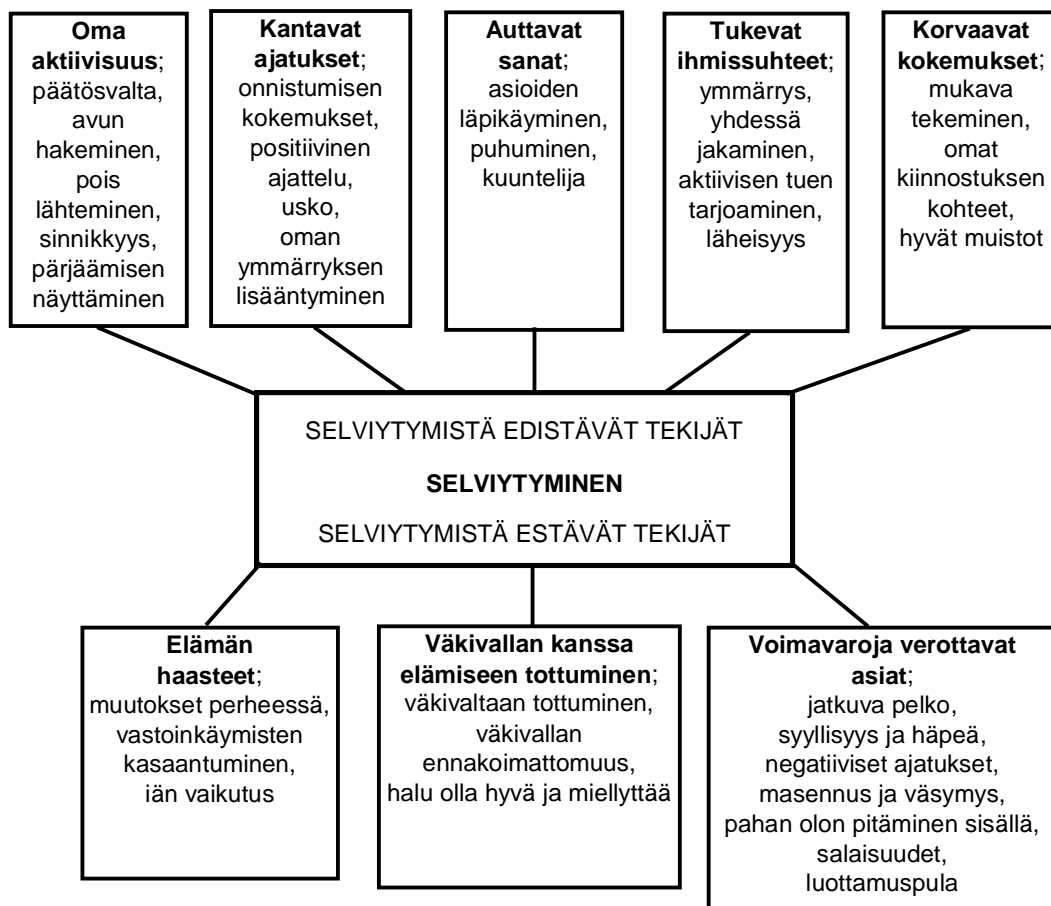 Oma
aktiivisuus;
päätösvalta,
avun
hakeminen,
pois
lähteminen,
sinnikkyys,
pärjäämisen
näyttäminen
Kantavat
ajatukset;
onnistumisen
kokemukset,
positiivinen
ajattelu,
usko,
oman
ymmärryksen
lisääntyminen
Auttavat
sanat;
asioiden
läpikäyminen,
puhuminen,
kuuntelija
Tukevat
ihmissuhteet;
ymmärrys,
yhdessä
jakaminen,
aktiivisen tuen
tarjoaminen,
läheisyys
Korvaavat
kokemukset;
mukava
tekeminen,
omat
kiinnostuksen
kohteet,
hyvät muistot
SELVIYTYMISTÄ EDISTÄVÄT TEKIJÄT
SELVIYTYMINEN
SELVIYTYMISTÄ ESTÄVÄT TEKIJÄT
Elämän
haasteet;
muutokset perheessä,
vastoinkäymisten
kasaantuminen,
iän vaikutus
Väkivallan kanssa
elämiseen tottuminen;
väkivaltaan tottuminen,
väkivallan
ennakoimattomuus,
halu olla hyvä ja miellyttää
Voimavaroja verottavat
asiat;
jatkuva pelko,
syyllisyys ja häpeä,
negatiiviset ajatukset,
masennus ja väsymys,
pahan olon pitäminen sisällä,
salaisuudet,
luottamuspula